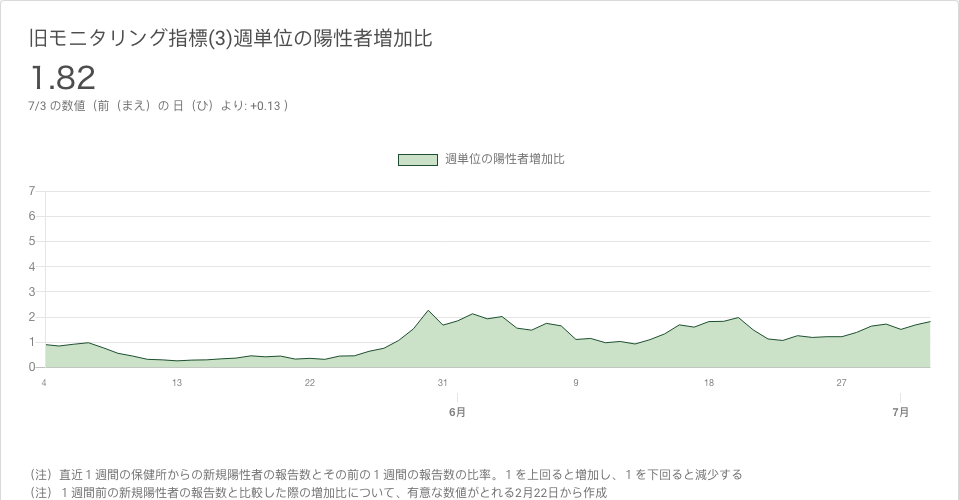 旧モニタリング指標(3)週単位の陽性者増加比
1.82
7/3 の数値（前（まえ）の 日（ひ）より: +0.13 ）
週単位の陽性者増加比
7
6
5
4
3
2
1
0
4 13 22 31 9 18 27
6月 7月
（注）直近１週間の保健所からの新規陽性者の報告数とその前の１週間の報告数の比率。１を上回ると増加し、１を下回ると減少する
（注）１週間前の新規陽性者の報告数と比較した際の増加比について、有意な数値がとれる2月22日から作成